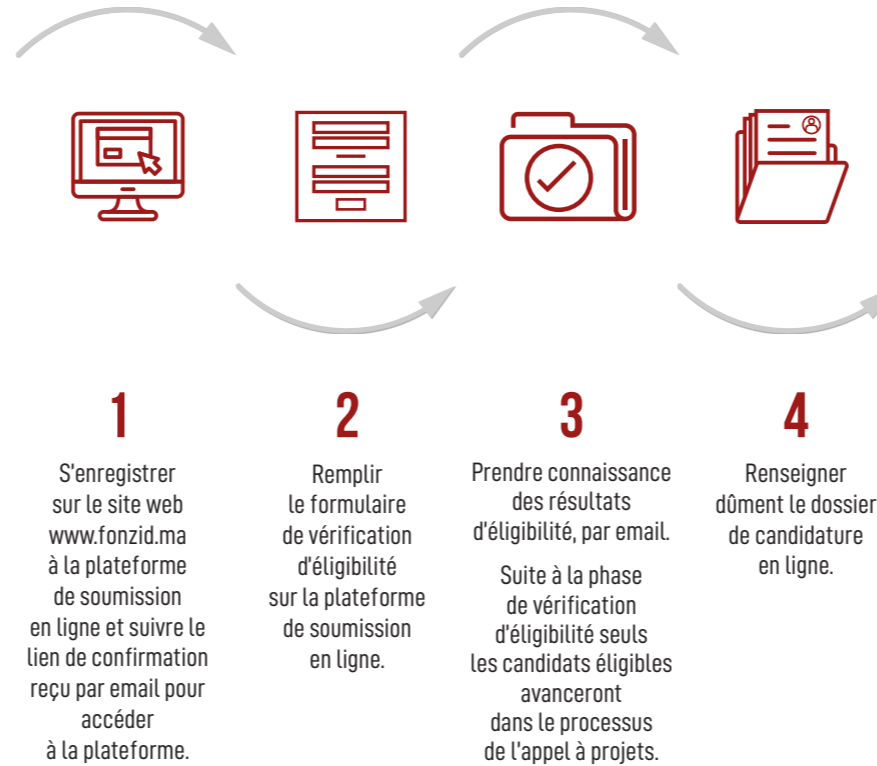 1
S'enregistrer
sur le site web
www.fonzid.ma
à la plateforme
de soumission
en ligne et suivre le
lien de confirmation
reçu par email pour
accéder
à la plateforme.
2
Remplir
le formulaire
de vérification
d'éligibilité
sur la plateforme
de soumission
en ligne.
3
Prendre connaissance
des résultats
d'éligibilité, par email.
Suite à la phase
de vérification
d'éligibilité seuls
les candidats éligibles
avanceront
dans le processus
de l'appel à projets.
4
Renseigner
dûment le dossier
de candidature
en ligne.